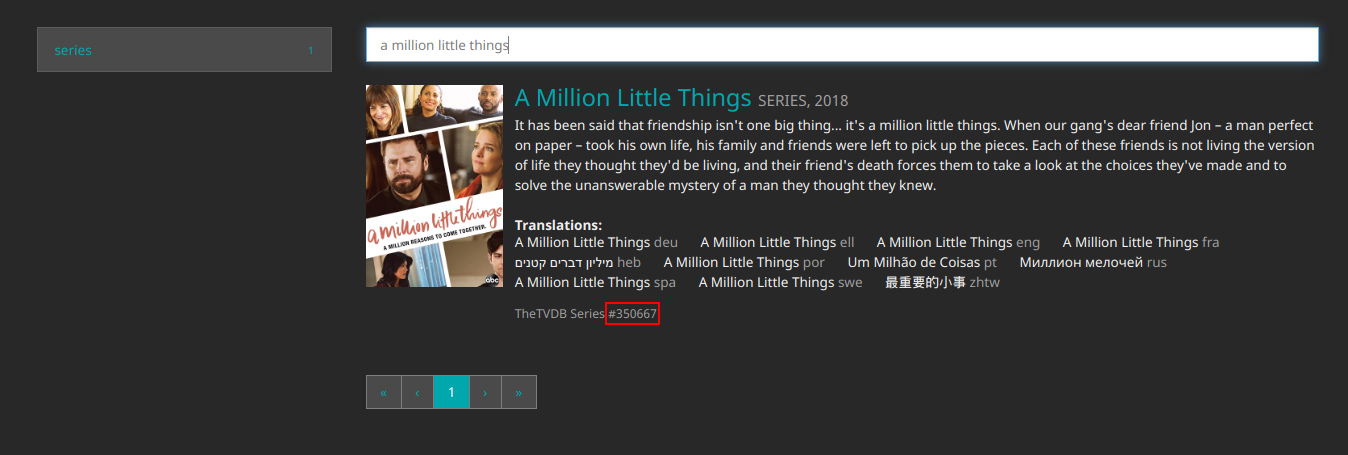 series 1
a million little things
A Million Little Things SERIES, 2018
It has been said that friendship isn't one big thing... it's a million little things. When our gang's dear friend Jon – a man perfect
on paper – took his own life, his family and friends were left to pick up the pieces. Each of these friends is not living the version
of life they thought they'd be living, and their friend's death forces them to take a look at the choices they've made and to
solve the unanswerable mystery of a man they thought they knew.
a million little things
A MILLION REASONS TO COME TOGETHER.
abc
Translations:
A Million Little Things deu A Million Little Things ell A Million Little Things eng A Million Little Things fra
מיליון דברים קטנים heb A Million Little Things por Um Milhão de Coisas pt Миллион мелочей rus
A Million Little Things spa A Million Little Things swe 最重要的小事 zhtw
TheTVDB Series #350667
« ‹ 1 › »